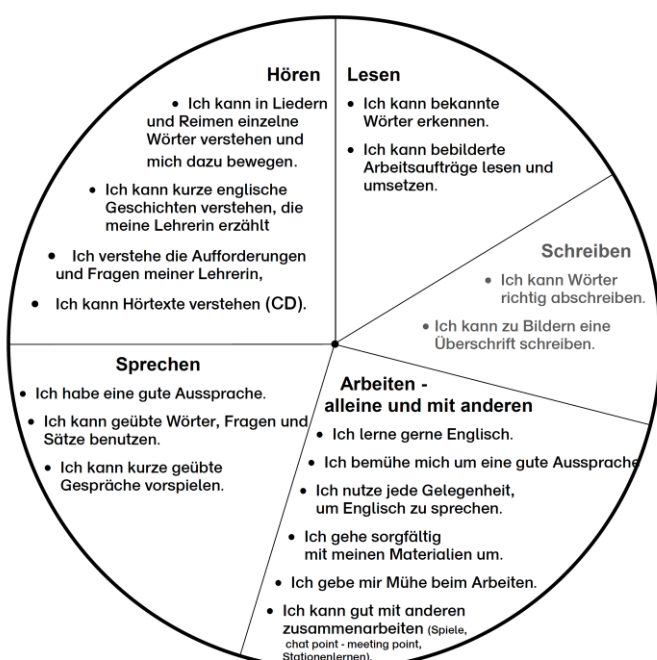 Hören
• Ich kann in Liedern
und Reimen einzelne
Wörter verstehen und
mich dazu bewegen.
• Ich kann kurze englische
Geschichten verstehen, die
meine Lehrerin erzählt
• Ich verstehe die Aufforderungen
und Fragen meiner Lehrerin,
• Ich kann Hörtexte verstehen (CD).
Lesen
• Ich kann bekannte
Wörter erkennen.
• Ich kann bebilderte
Arbeitsaufträge lesen und
umsetzen.
Schreiben
• Ich kann Wörter
richtig abschreiben.
• Ich kann zu Bildern eine
Überschrift schreiben.
Sprechen
• Ich habe eine gute Aussprache.
• Ich kann geübte Wörter, Fragen und
Sätze benutzen.
• Ich kann kurze geübte
Gespräche vorspielen.
Arbeiten -
alleine und mit anderen
• Ich lerne gerne Englisch.
• Ich bemühe mich um eine gute Aussprache
• Ich nutze jede Gelegenheit,
um Englisch zu sprechen.
• Ich gehe sorgfältig
mit meinen Materialien um.
• Ich gebe mir Mühe beim Arbeiten.
• Ich kann gut mit anderen
zusammenarbeiten (Spiele,
chat point - meeting point,
Stationenlernen).